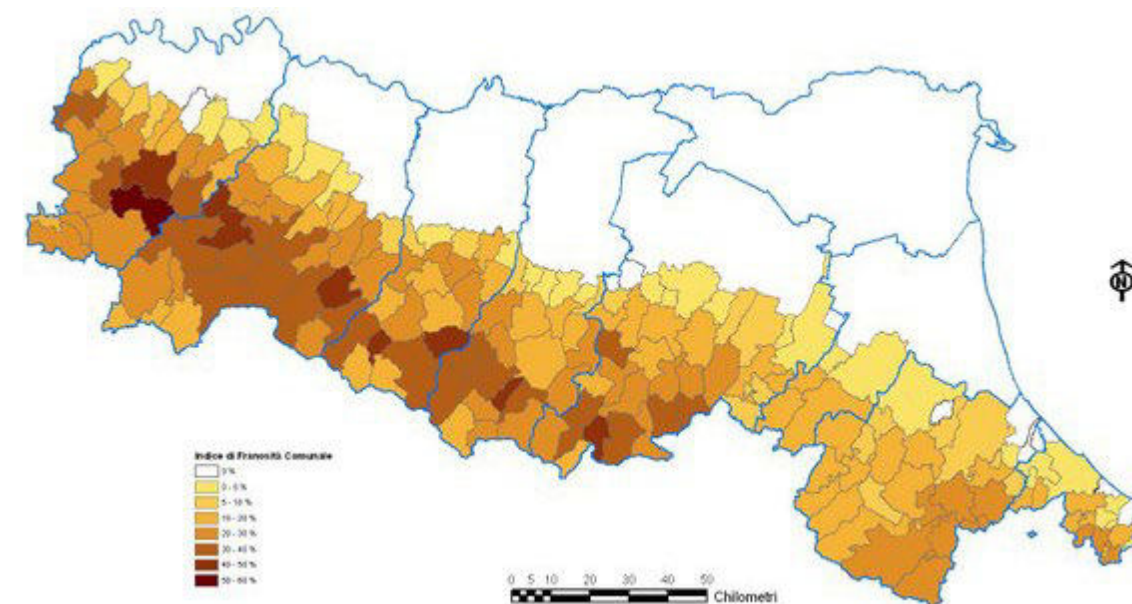 N
Indice di Franosità Comunale
0 %
0 - 5 %
5 - 10 %
10 - 20 %
20 - 30 %
30 - 40 %
40 - 50 %
50 - 60 %
0 5 10 20 30 40 50
Chilometri